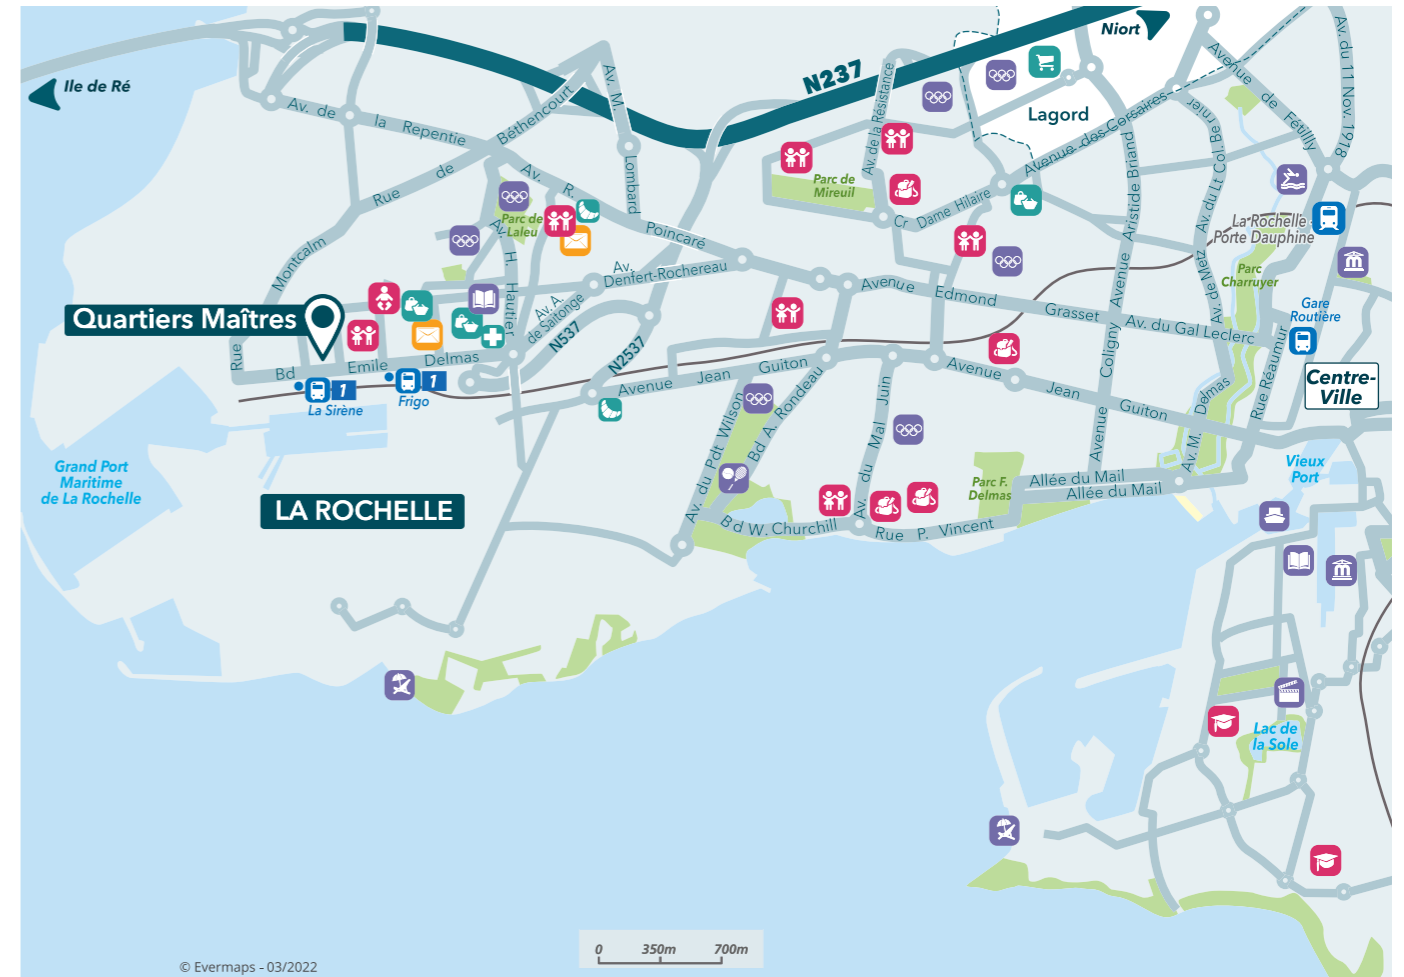 Niort
Ile de Ré
N237
Lagord
Av. de la Repentie
Rue de Béthencourt
Av. M. Lombard
Av. de la Résistance
Avenue des Corsaires
Avenue de Fétilly
Av. du 11 Nov. 1918
Av. du Lt Col. Bernier
Avenue Aristide Briand
Parc de
Mireuil
Cr Dame Hilaire
La Rochelle
Porte Dauphine
Parc
Charruyer
Av. de Metz
Gare
Routière
Av. R. Poincaré
Parc de
Laleu
Av. H. Hautier
Av.
Denfert-Rochereau
Av. A.
de Saitonge
N537
N2537
Rue Montcalm
Quartiers Maîtres
Bd Emile Delmas
1
La Sirène
1
Frigo
Avenue Edmond Grasset
Av. du Gal Leclerc
Avenue Coligny
Rue Réaumur
Centre-
Ville
Avenue Jean Guiton
Avenue Jean Guiton
Av. du Pdt Wilson
Bd A. Rondeau
Av. du Mal Juin
Av. M. Delmas
Grand Port
Maritime
de La Rochelle
LA ROCHELLE
Parc F.
Delmas
Allée du Mail
Allée du Mail
Vieux
Port
Bd W. Churchill
Rue P. Vincent
Lac de
la Sole
0 350m 700m
© Evermaps - 03/2022